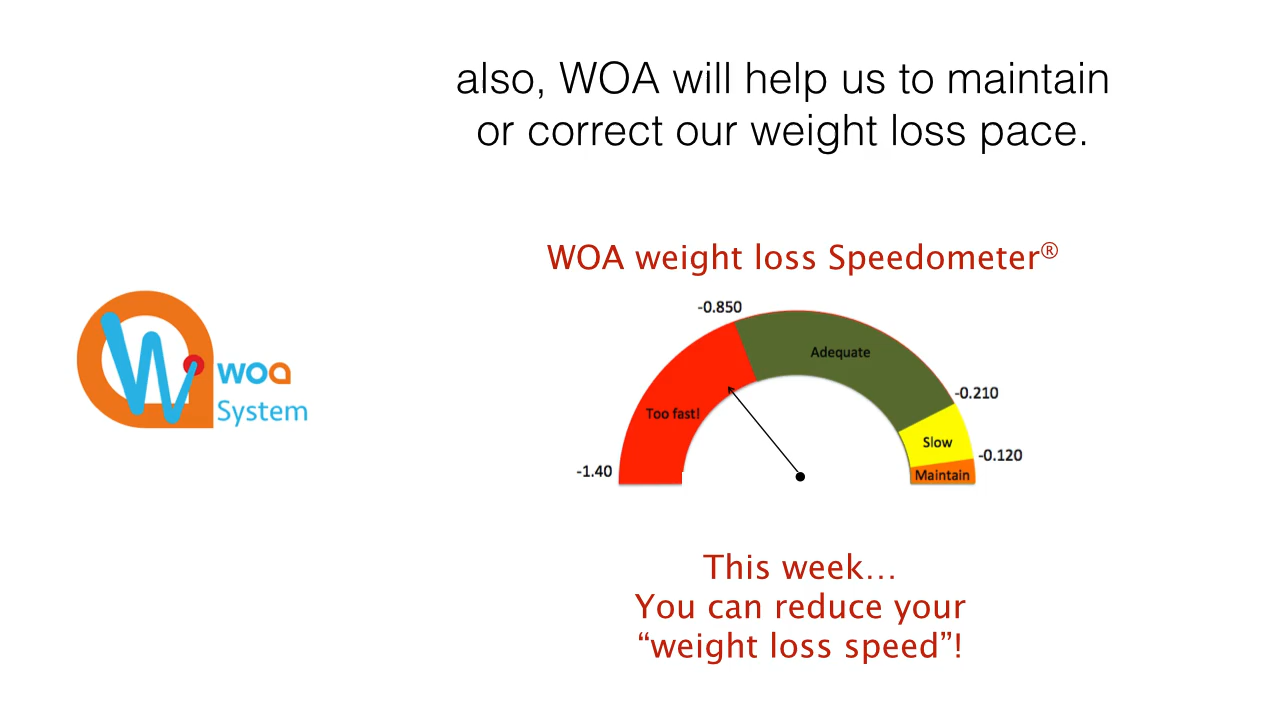 also, WOA will help us to maintain
or correct our weight loss pace.
WOA weight loss Speedometer®
-0.850
Adequate
-0.210
Too fast!
Slow
-0.120
-1.40
Maintain
woa
System
This week…
You can reduce your
“weight loss speed”!